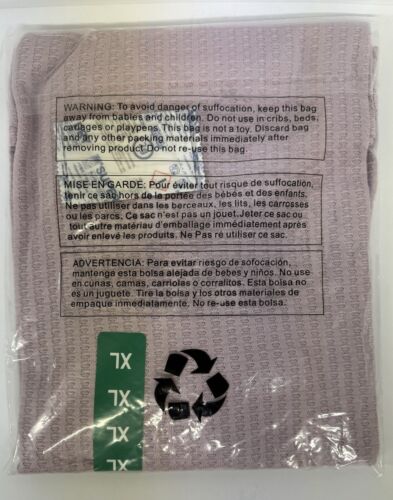 WARNING: To avoid danger of suffocation, keep this bag
away from babies and children. Do not use in cribs, beds,
carriages or playpens. This bag is not a toy. Discard bag
and any other packing materials immediately after
removing product. Do not re-use this bag.
MISE EN GARDE: Pour éviter tout risque de suffocation,
tenir ce sac hors de la portée des bébés et des enfants.
Ne pas utiliser dans les berceaux, les lits, les carrosses
ou les parcs. Ce sac n'est pas un jouet. Jeter ce sac ou
tout autre matériau d'emballage immédiatement après
avoir enlevé les produits. Ne Pas ré utiliser ce sac.
ADVERTENCIA: Para evitar riesgo de sofocación,
mantenga esta bolsa alejada de bebes y niños. No use
en cunas, camas, carriolas o corralitos. Esta bolsa no
es un juguete. Tire la bolsa y los otros materiales de
empaque inmediatamente. No re-use esta bolsa.
XL
XL
XL
XL